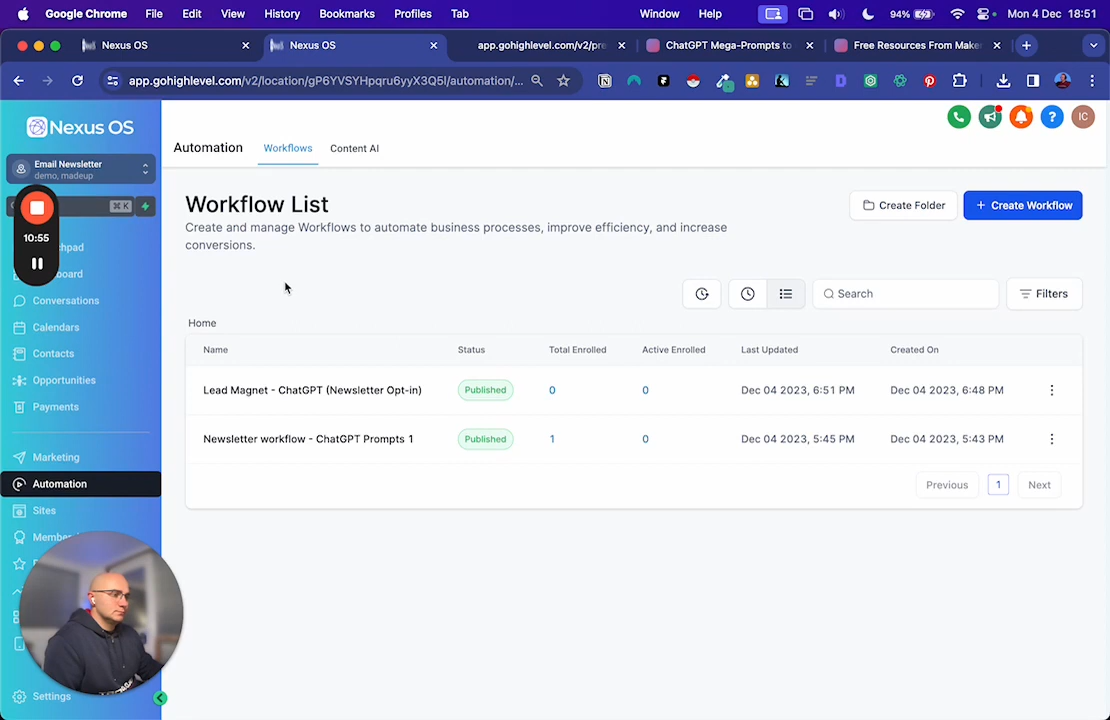 Google Chrome File Edit View History Bookmarks Profiles Tab Window Help 94% Mon 4 Dec 18:51
Nexus OS
Nexus OS
app.gohighlevel.com/v2/pre
ChatGPT Mega-Prompts to
Free Resources From Make
app.gohighlevel.com/v2/location/gP6YVSYHpqru6yyX3Q5I/automation/...
Nexus OS
Email Newsletter
demo, madeup
⌘ K
10:55
Conversations
Calendars
Contacts
Opportunities
Payments
Marketing
Automation
Sites
Settings
Automation
Workflows
Content AI
IC
Workflow List
Create and manage Workflows to automate business processes, improve efficiency, and increase
conversions.
Create Folder
+ Create Workflow
Search
Filters
Home
Name Status Total Enrolled Active Enrolled Last Updated Created On
Lead Magnet - ChatGPT (Newsletter Opt-in) Published 0 0 Dec 04 2023, 6:51 PM Dec 04 2023, 6:48 PM
Newsletter workflow - ChatGPT Prompts 1 Published 1 0 Dec 04 2023, 5:45 PM Dec 04 2023, 5:43 PM
Previous 1 Next